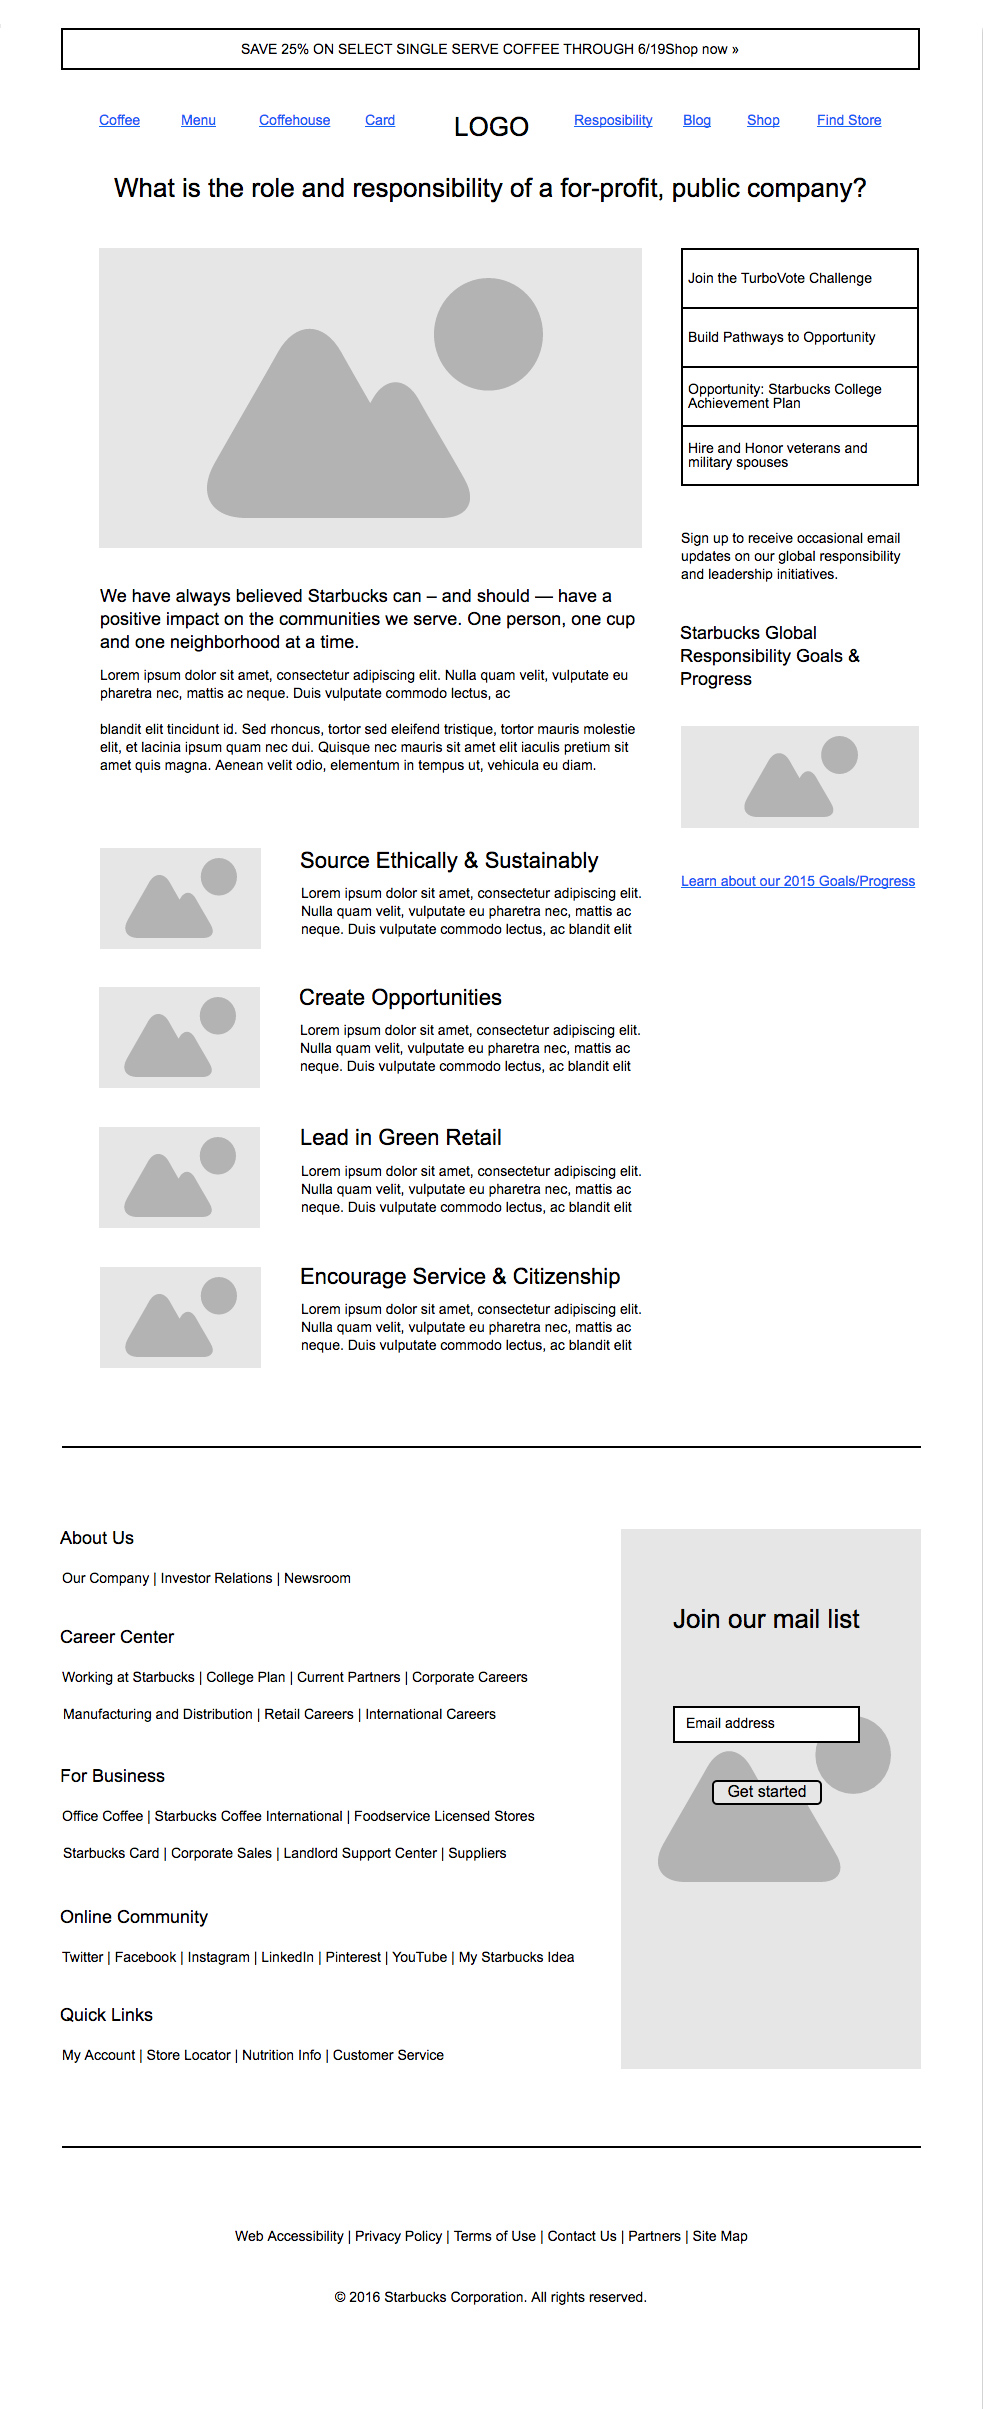 SAVE 25% ON SELECT SINGLE SERVE COFFEE THROUGH 6/19Shop now »
Coffee Menu Coffehouse Card LOGO Resposibility Blog Shop Find Store
What is the role and responsibility of a for-profit, public company?
Join the TurboVote Challenge
Build Pathways to Opportunity
Opportunity: Starbucks College
Achievement Plan
Hire and Honor veterans and
military spouses
Sign up to receive occasional email
updates on our global responsibility
and leadership initiatives.
Starbucks Global
Responsibility Goals &
Progress
Learn about our 2015 Goals/Progress
We have always believed Starbucks can – and should — have a
positive impact on the communities we serve. One person, one cup
and one neighborhood at a time.
Lorem ipsum dolor sit amet, consectetur adipiscing elit. Nulla quam velit, vulputate eu
pharetra nec, mattis ac neque. Duis vulputate commodo lectus, ac
blandit elit tincidunt id. Sed rhoncus, tortor sed eleifend tristique, tortor mauris molestie
elit, et lacinia ipsum quam nec dui. Quisque nec mauris sit amet elit iaculis pretium sit
amet quis magna. Aenean velit odio, elementum in tempus ut, vehicula eu diam.
Source Ethically & Sustainably
Lorem ipsum dolor sit amet, consectetur adipiscing elit.
Nulla quam velit, vulputate eu pharetra nec, mattis ac
neque. Duis vulputate commodo lectus, ac blandit elit
Create Opportunities
Lorem ipsum dolor sit amet, consectetur adipiscing elit.
Nulla quam velit, vulputate eu pharetra nec, mattis ac
neque. Duis vulputate commodo lectus, ac blandit elit
Lead in Green Retail
Lorem ipsum dolor sit amet, consectetur adipiscing elit.
Nulla quam velit, vulputate eu pharetra nec, mattis ac
neque. Duis vulputate commodo lectus, ac blandit elit
Encourage Service & Citizenship
Lorem ipsum dolor sit amet, consectetur adipiscing elit.
Nulla quam velit, vulputate eu pharetra nec, mattis ac
neque. Duis vulputate commodo lectus, ac blandit elit
About Us
Our Company | Investor Relations | Newsroom
Career Center
Working at Starbucks | College Plan | Current Partners | Corporate Careers
Manufacturing and Distribution | Retail Careers | International Careers
For Business
Office Coffee | Starbucks Coffee International | Foodservice Licensed Stores
Starbucks Card | Corporate Sales | Landlord Support Center | Suppliers
Online Community
Twitter | Facebook | Instagram | LinkedIn | Pinterest | YouTube | My Starbucks Idea
Quick Links
My Account | Store Locator | Nutrition Info | Customer Service
Join our mail list
Email address
Get started
Web Accessibility | Privacy Policy | Terms of Use | Contact Us | Partners | Site Map
© 2016 Starbucks Corporation. All rights reserved.